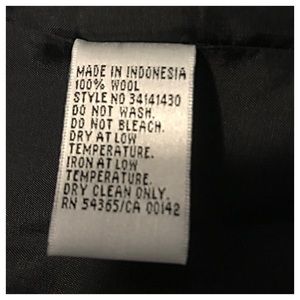 MADE IN INDONESIA
100% WOOL
STYLE NO 34141430
DO NOT WASH.
DO NOT BLEACH.
DRY AT LOW
TEMPERATURE.
IRON AT LOW
TEMPERATURE.
DRY CLEAN ONLY.
RN 54365/CA 00142